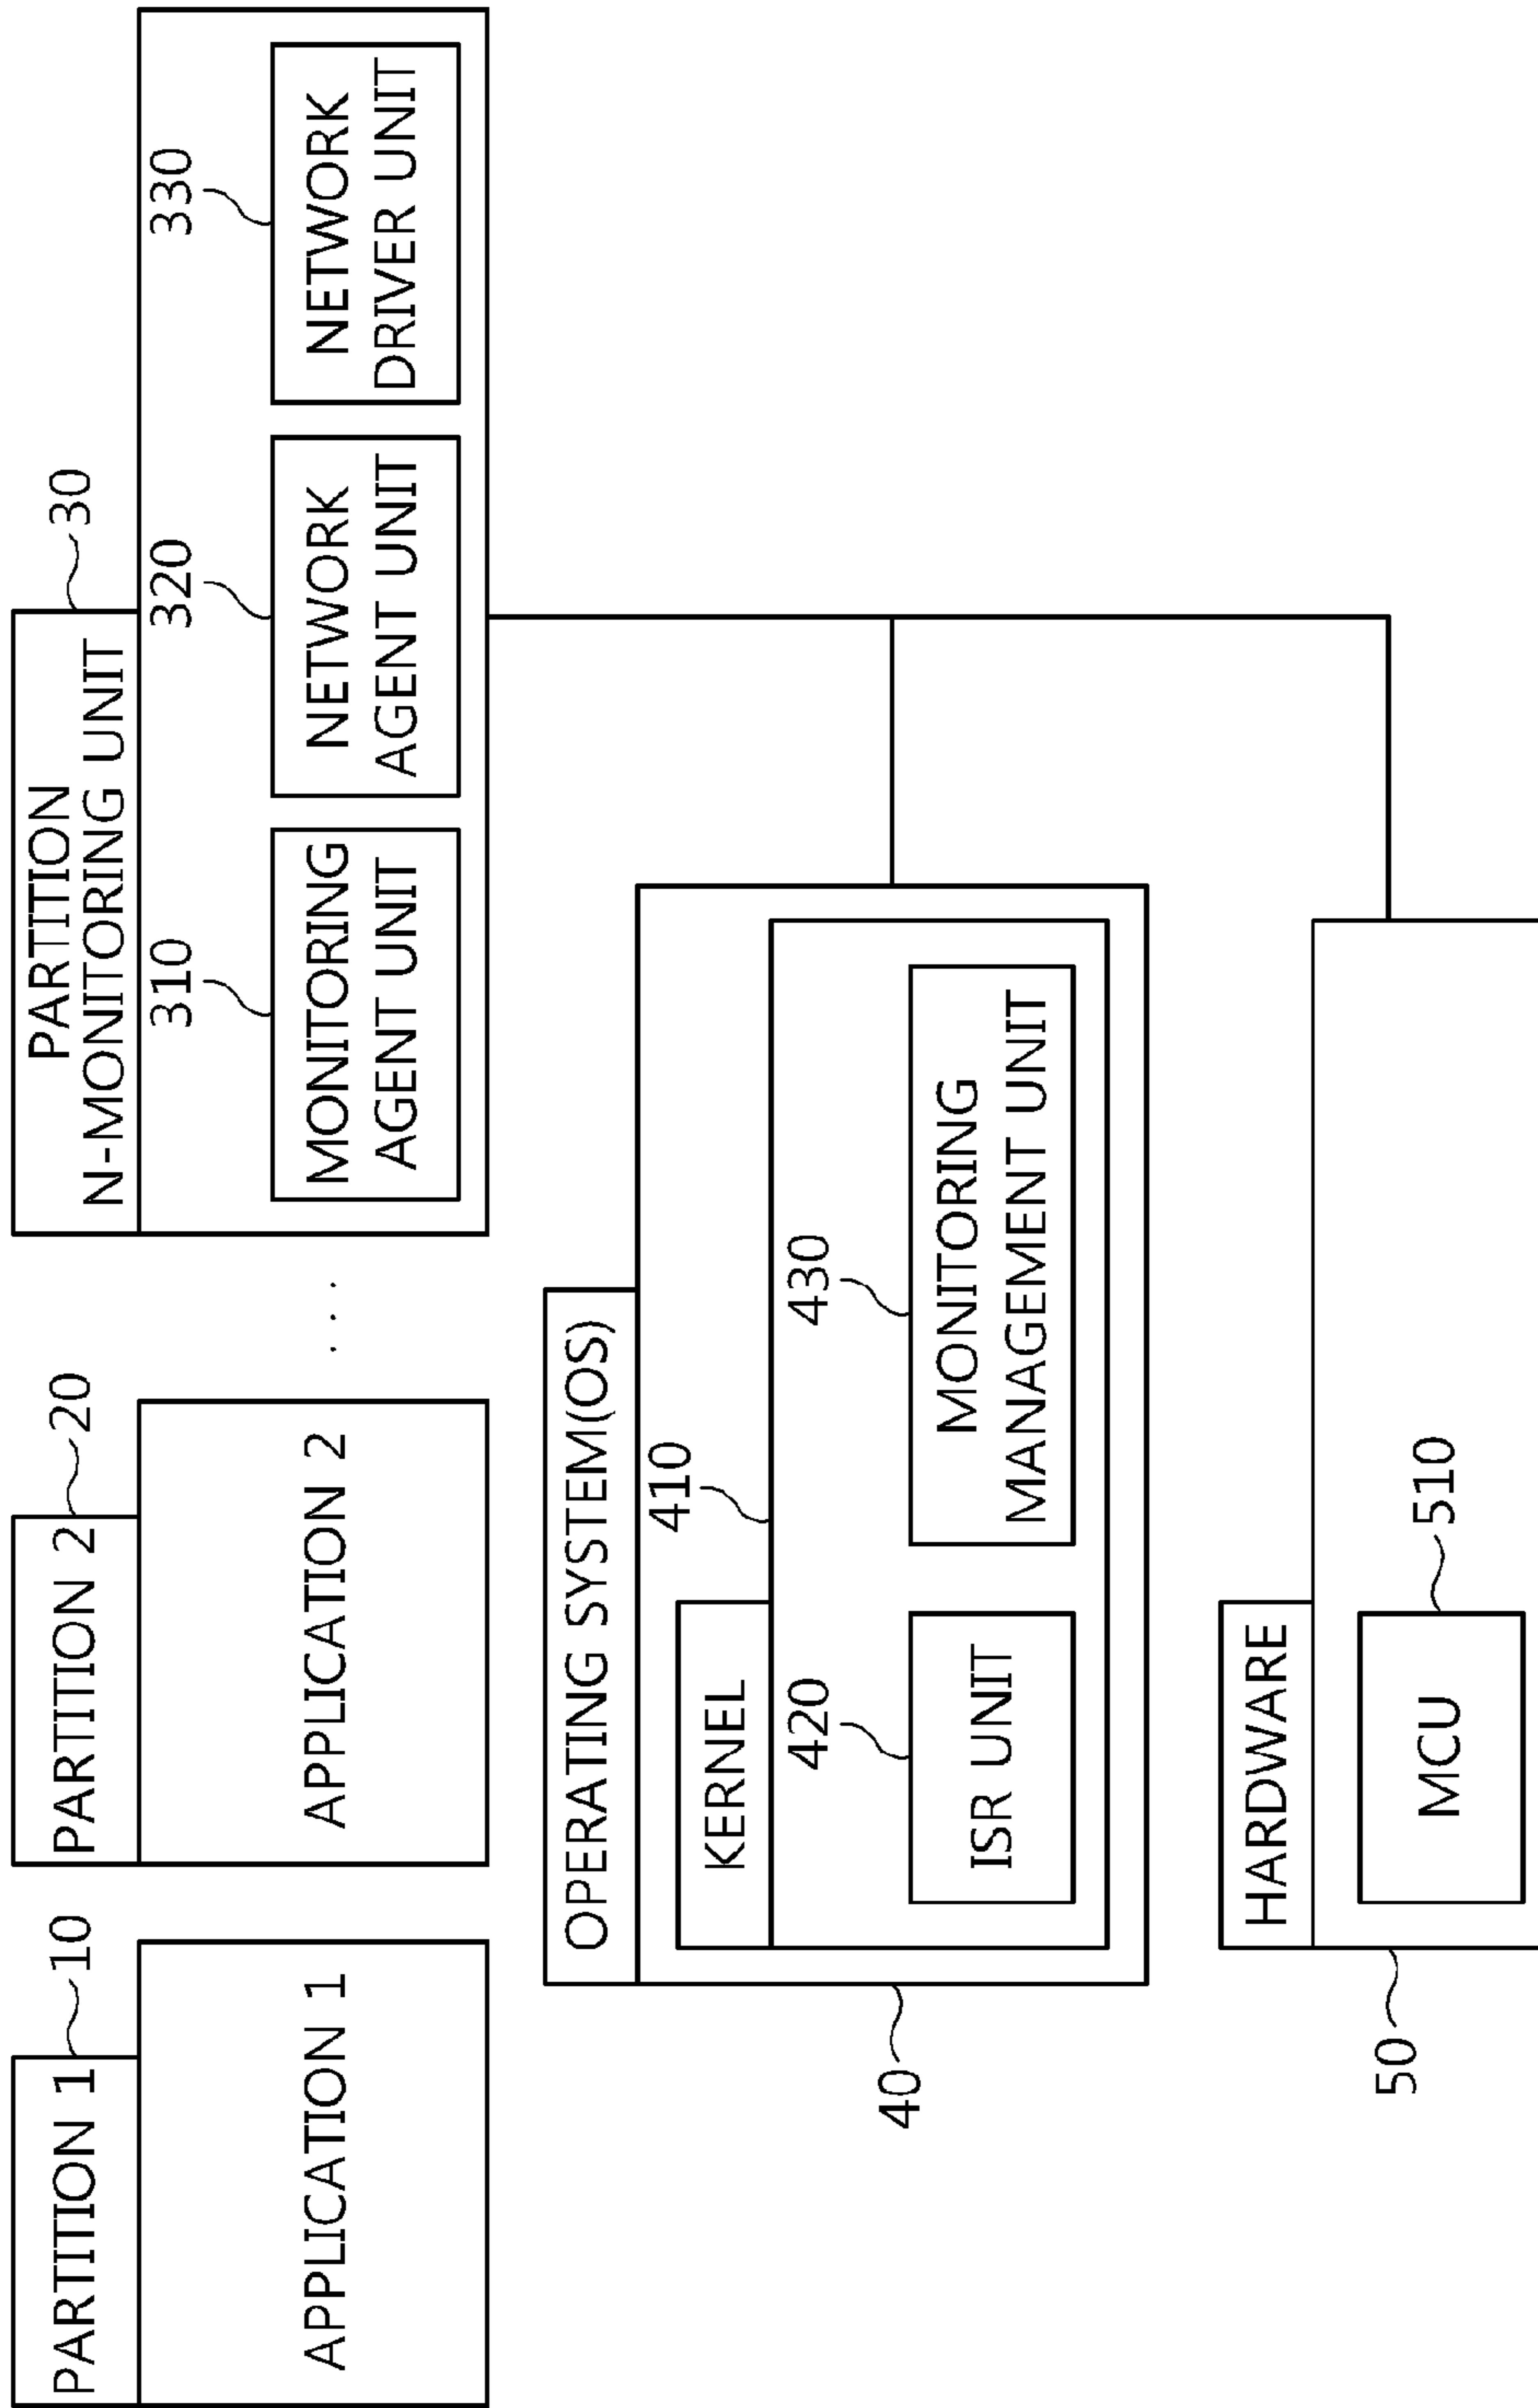 PARTITION 1
10
APPLICATION 1
PARTITION 2
20
APPLICATION 2
. . .
PARTITION
N-MONITORING UNIT
30
310
MONITORING
AGENT UNIT
320
NETWORK
AGENT UNIT
330
NETWORK
DRIVER UNIT
OPERATING SYSTEM(OS)
40
KERNEL
410
420
ISR UNIT
430
MONITORING
MANAGEMENT UNIT
HARDWARE
50
MCU
510